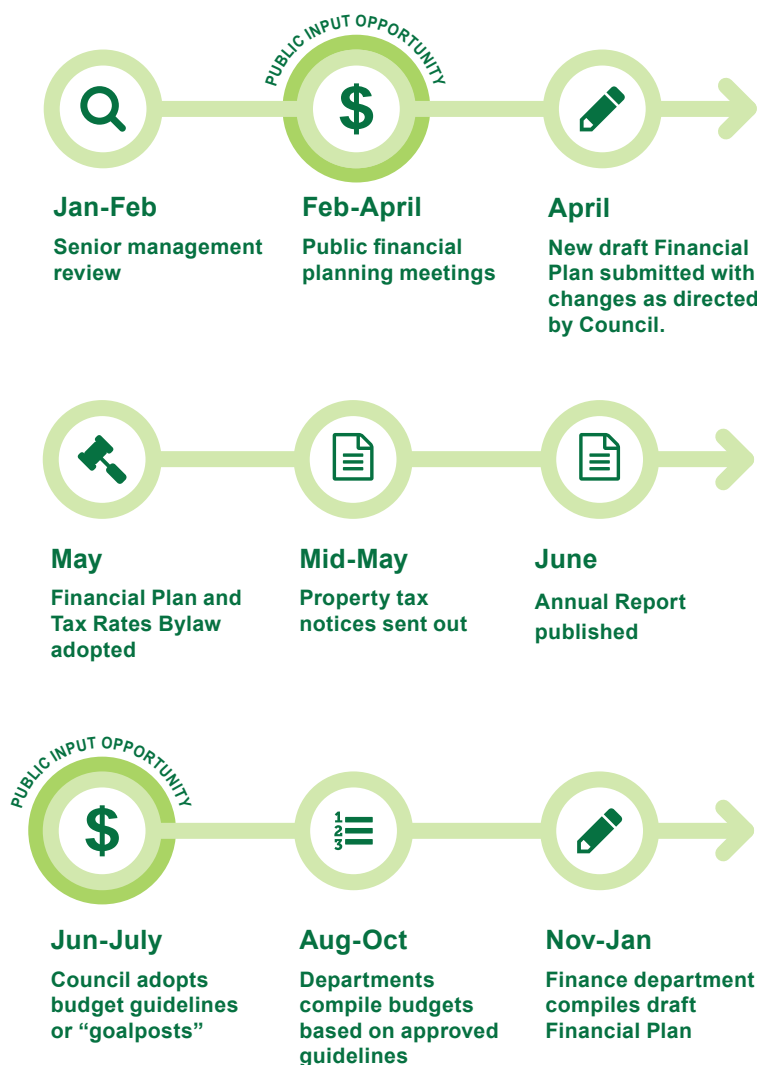 PUBLIC INPUT OPPORTUNITY
$
Jan-Feb
Senior management
review
Feb-April
Public financial
planning meetings
April
New draft Financial
Plan submitted with
changes as directed
by Council.
May
Financial Plan and
Tax Rates Bylaw
adopted
Mid-May
Property tax
notices sent out
June
Annual Report
published
PUBLIC INPUT OPPORTUNITY
$
1
2
3
Jun-July
Council adopts
budget guidelines
or “goalposts”
Aug-Oct
Departments
compile budgets
based on approved
guidelines
Nov-Jan
Finance department
compiles draft
Financial Plan